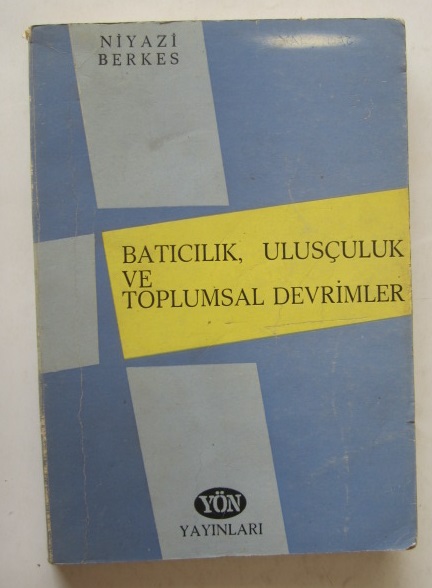 NİYAZİ
BERKES
BATICILIK, ULUSÇULUK
VE
TOPLUMSAL DEVRİMLER
YÖN
YAYINLARI